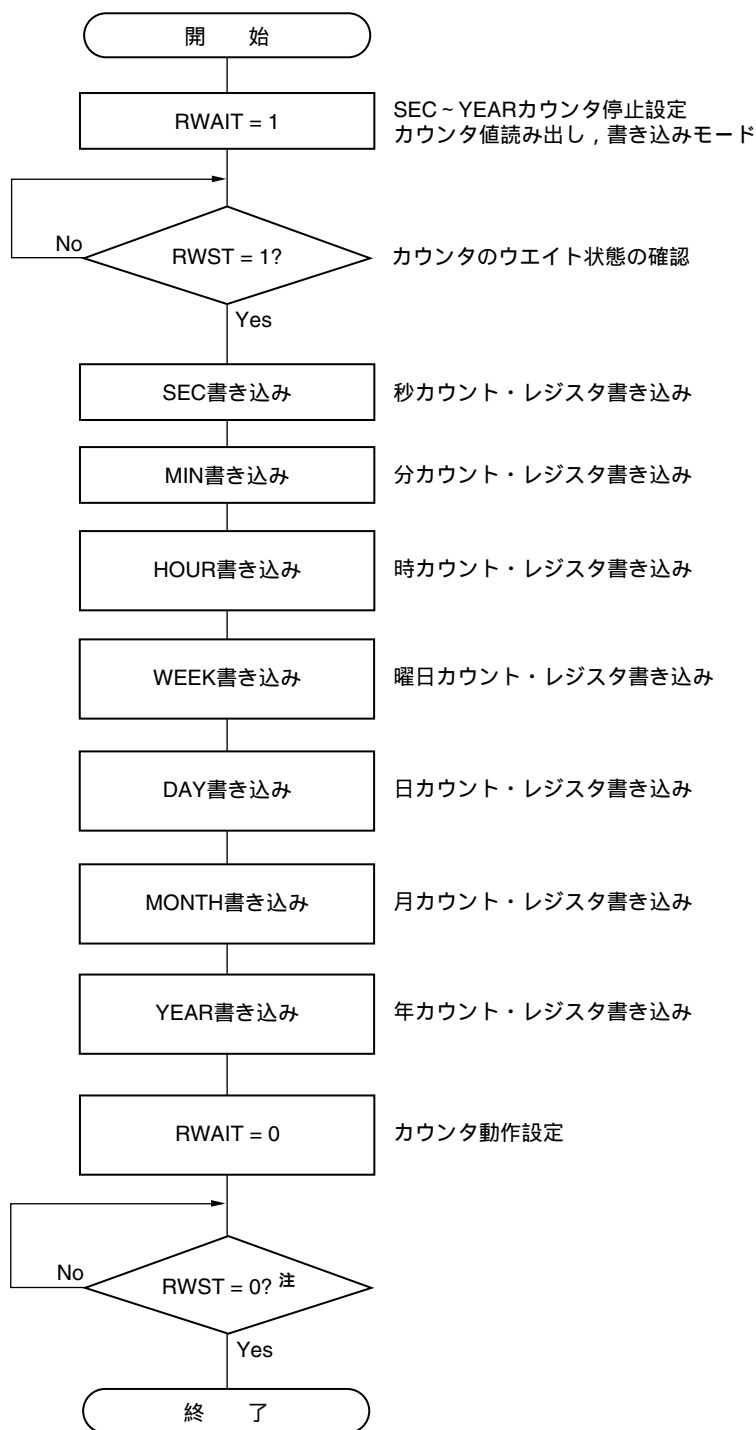 開　始
RWAIT = 1
SEC～YEARカウンタ停止設定
カウンタ値読み出し，書き込みモード
No
RWST = 1?
カウンタのウエイト状態の確認
Yes
SEC書き込み
秒カウント・レジスタ書き込み
MIN書き込み
分カウント・レジスタ書き込み
HOUR書き込み
時カウント・レジスタ書き込み
WEEK書き込み
曜日カウント・レジスタ書き込み
DAY書き込み
日カウント・レジスタ書き込み
MONTH書き込み
月カウント・レジスタ書き込み
YEAR書き込み
年カウント・レジスタ書き込み
RWAIT = 0
カウンタ動作設定
No
RWST = 0? 注
Yes
終　了